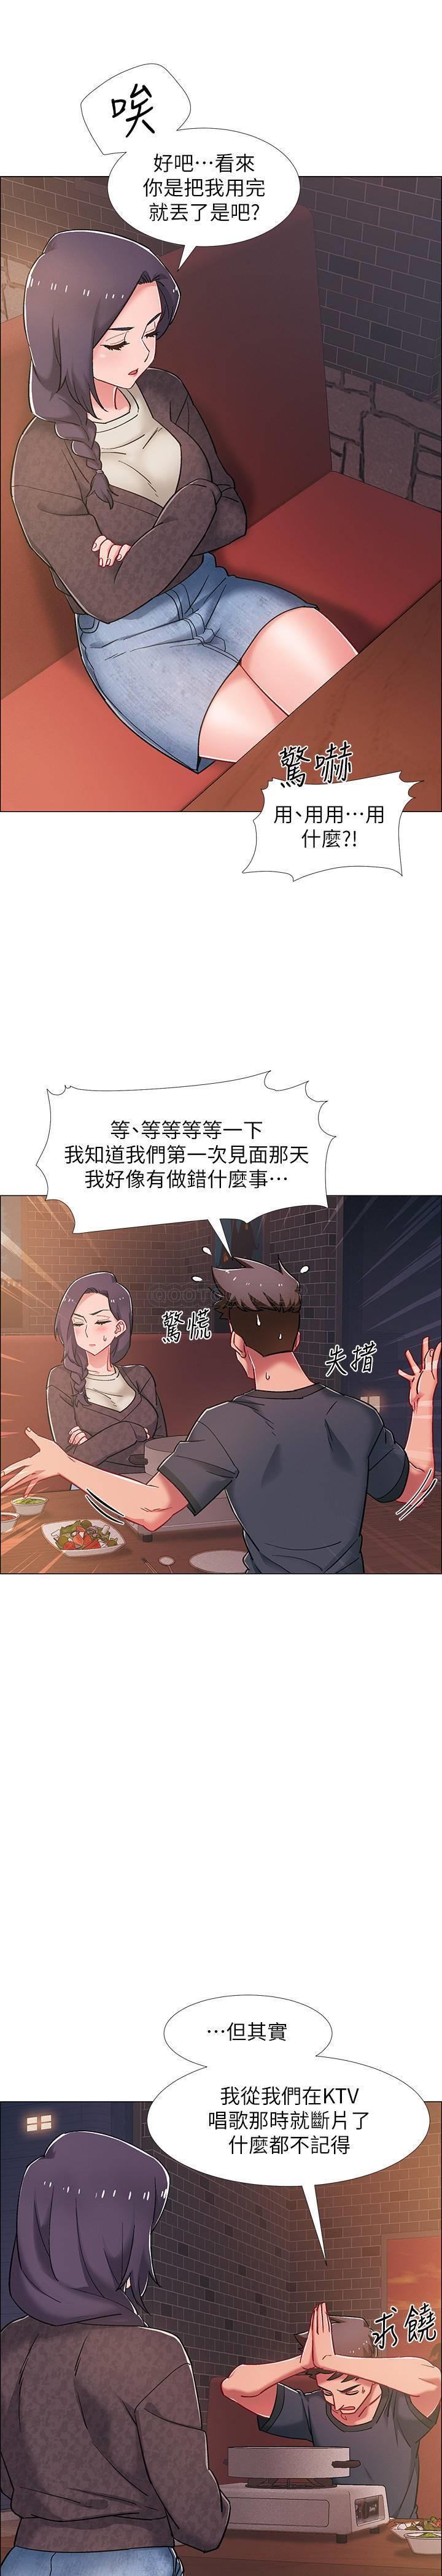 唉
好吧…看來
你是把我用完
就丟了是吧?
驚嚇
用、用用…用
什麼?!
等、等等等等一下
我知道我們第一次見面那天
我好像有做錯什麼事…
驚慌
失措
…但其實
我從我們在KTV
唱歌那時就斷片了
什麼都不記得
求饒